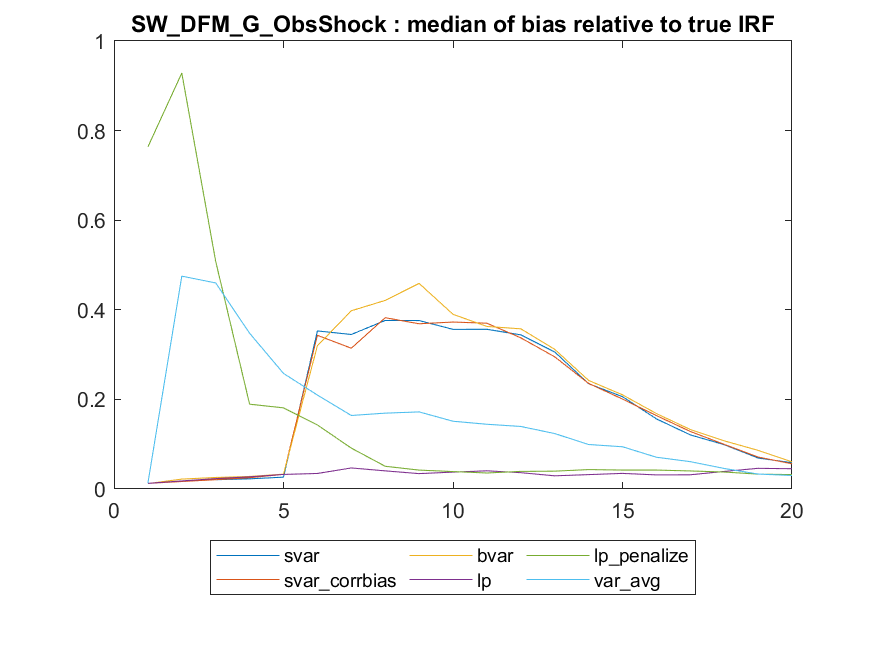 SW_DFM_G_ObsShock : median of bias relative to true IRF
1
0.8
0.6
0.4
0.2
0
0 5 10 15 20
svar bvar lp_penalize
svar_corrbias lp var_avg